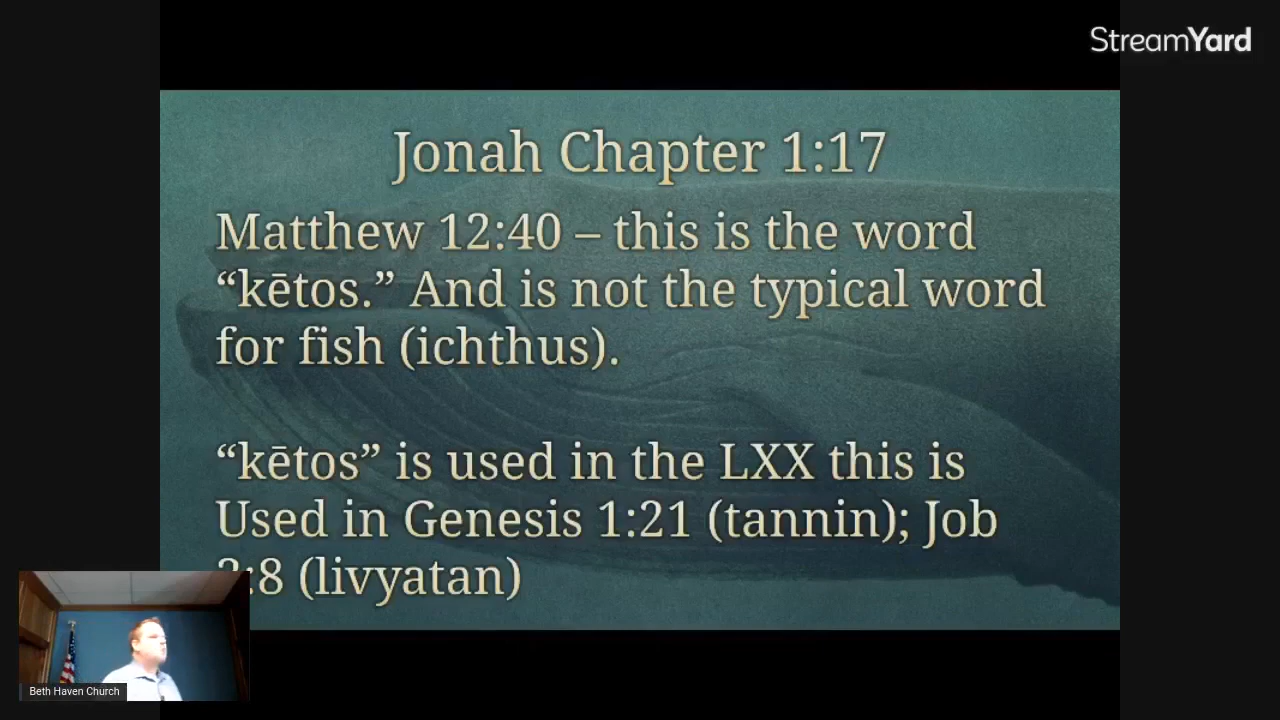 StreamYard
Jonah Chapter 1:17
Matthew 12:40 – this is the word
“kētos.” And is not the typical word
for fish (ichthus).
“kētos” is used in the LXX this is
Used in Genesis 1:21 (tannin); Job
:8 (livyatan)
Beth Haven Church